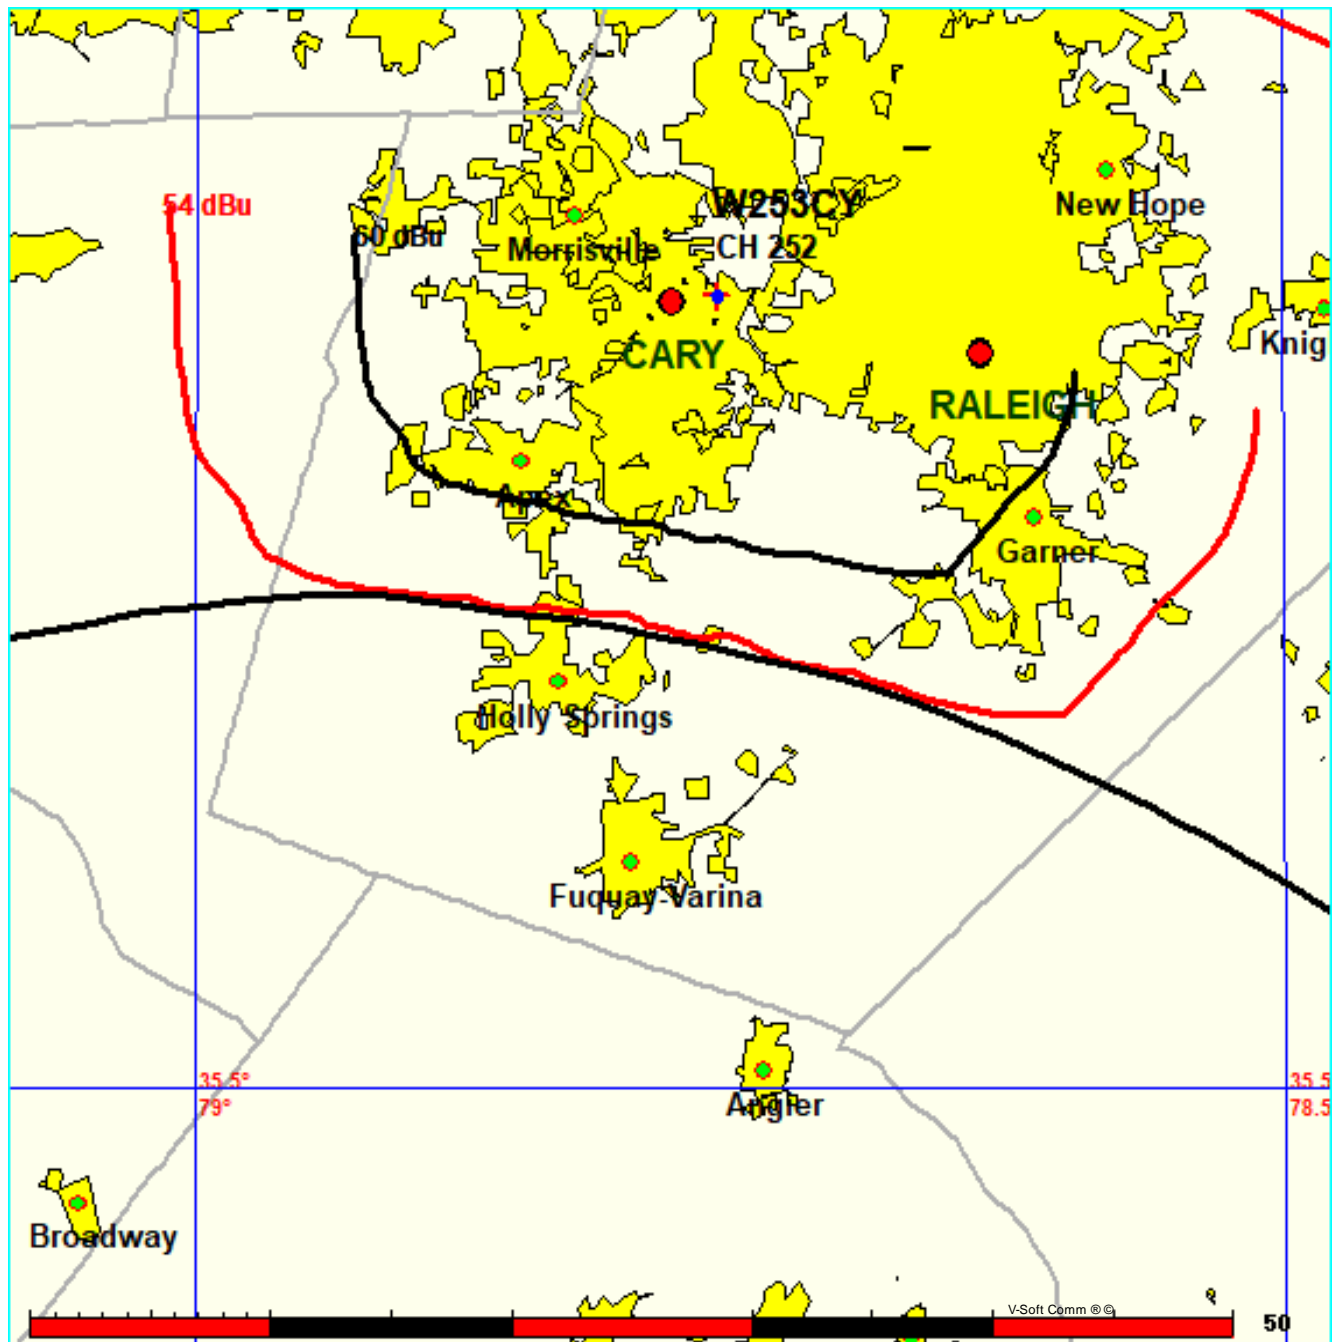 54 dBu
60 dBu
Morrisville
W253CY
CH 252
New Hope
Knig
CARY
RALEIGH
Apex
Garner
Holly Springs
Fuquay-Varina
35.5°
79°
35.5
78.5
Angier
Broadway
V-Soft Comm ® ©
50